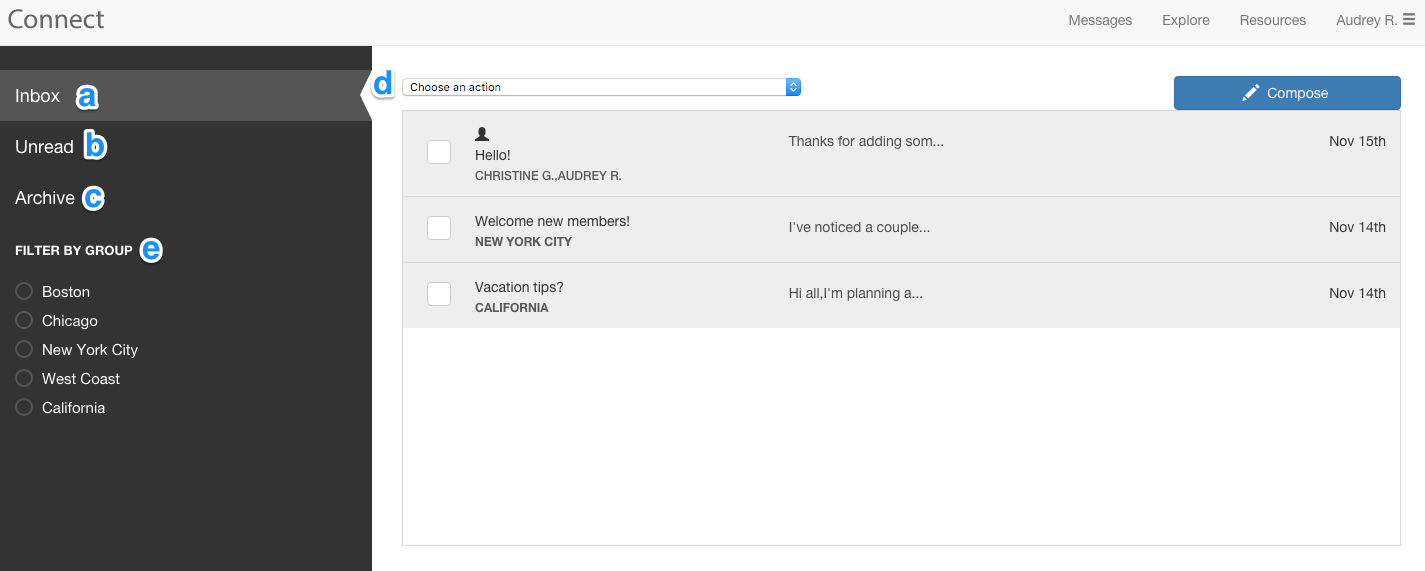 Connect
Messages Explore Resources Audrey R.
Inbox a
Unread b
Archive c
FILTER BY GROUP e
Boston
Chicago
New York City
West Coast
California
d Choose an action
Compose
Hello! Thanks for adding som... Nov 15th
CHRISTINE G.,AUDREY R.
Welcome new members! I've noticed a couple... Nov 14th
NEW YORK CITY
Vacation tips? Hi all,I'm planning a... Nov 14th
CALIFORNIA